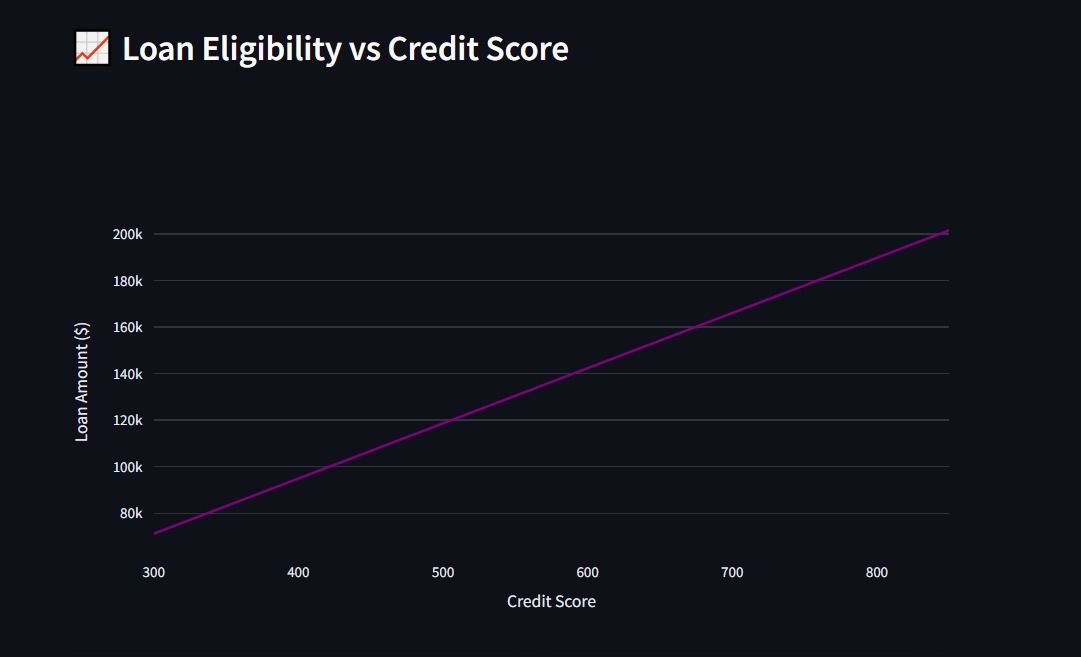 📈 Loan Eligibility vs Credit Score
200k
180k
160k
140k
120k
100k
80k
Loan Amount ($)
300 400 500 600 700 800
Credit Score